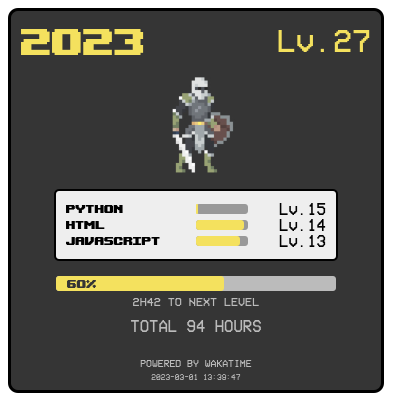 2023 Lv.27
PYTHON Lv.15
HTML Lv.14
JAVASCRIPT Lv.13
60%
2H42 TO NEXT LEVEL
TOTAL 94 HOURS
POWERED BY WAKATIME
2023-03-01 13:39:47